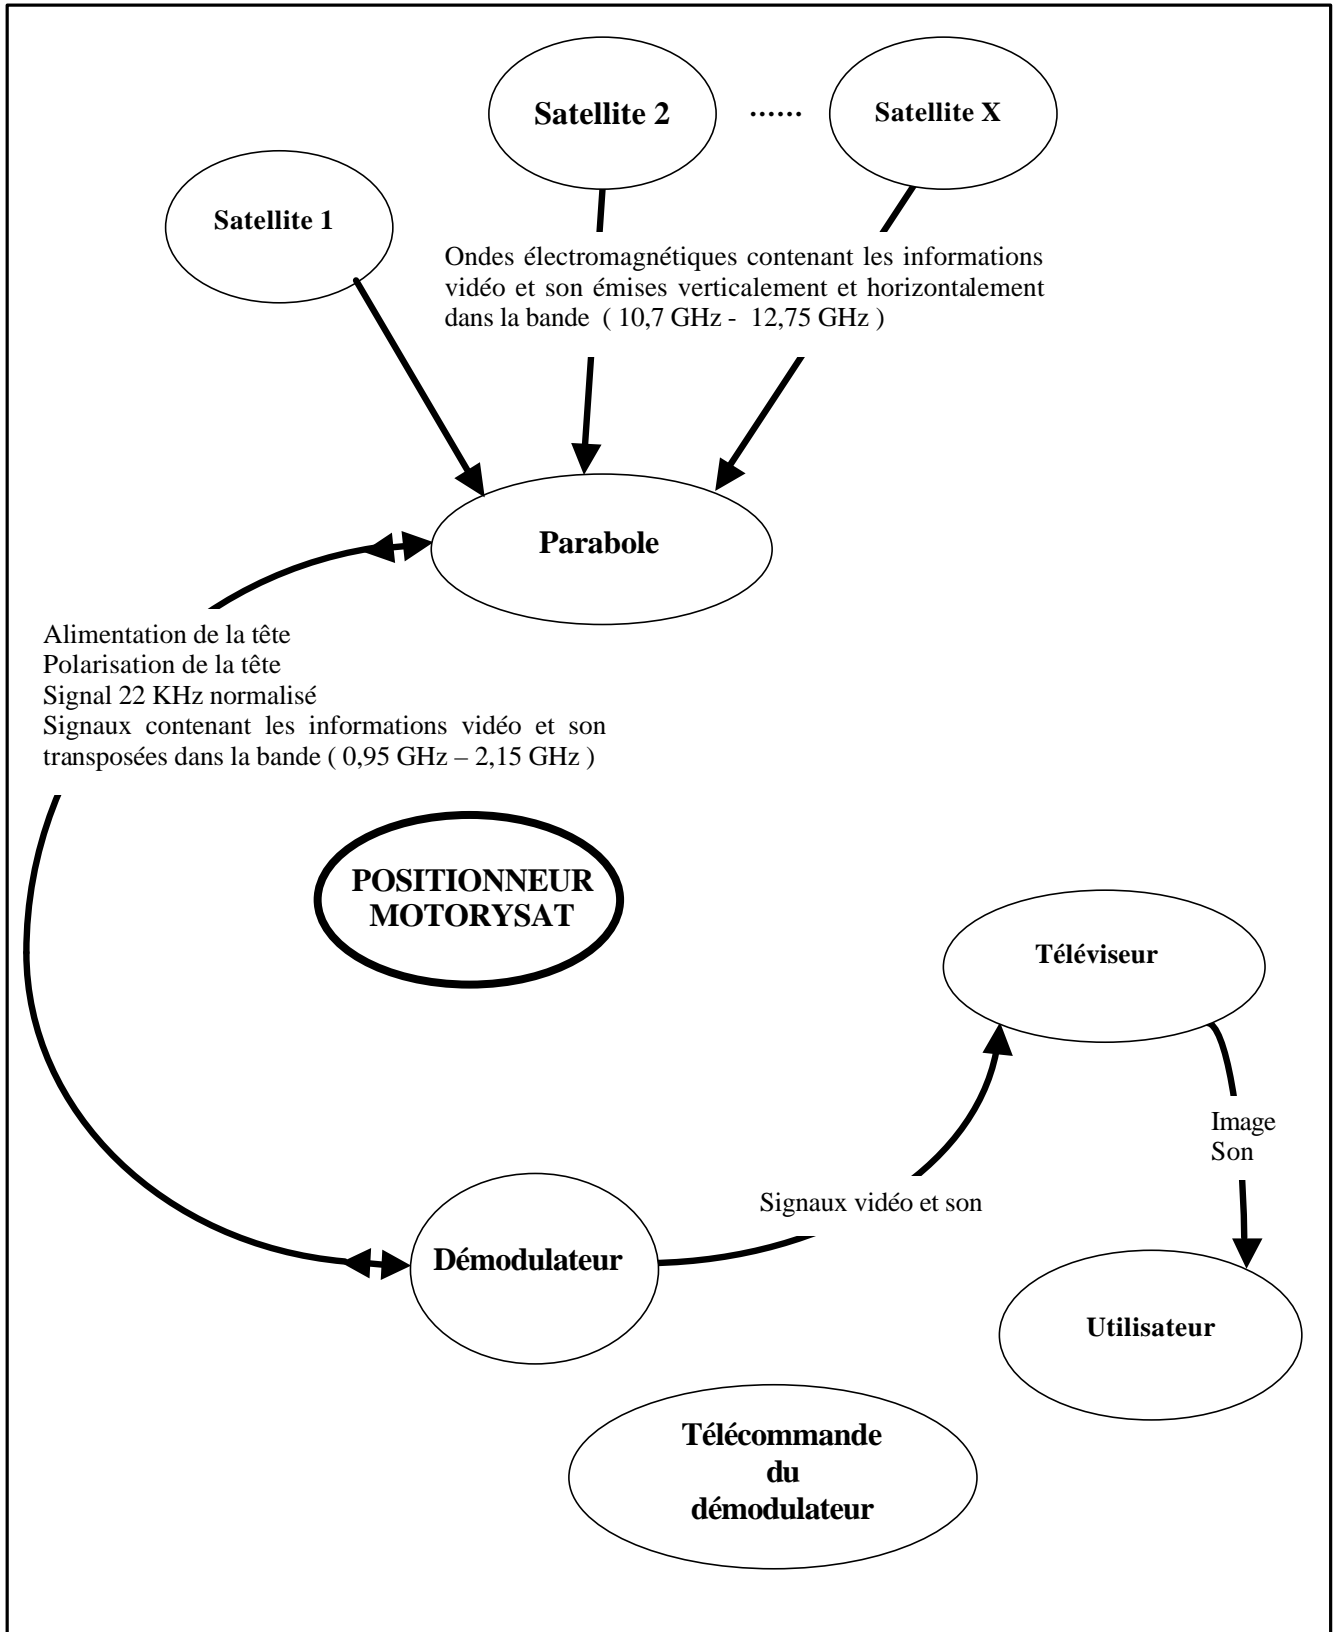 Satellite 2
......
Satellite X
Satellite 1
Ondes électromagnétiques contenant les informations
vidéo et son émises verticalement et horizontalement
dans la bande ( 10,7 GHz - 12,75 GHz )
Parabole
Alimentation de la tête
Polarisation de la tête
Signal 22 KHz normalisé
Signaux contenant les informations vidéo et son
transposées dans la bande ( 0,95 GHz – 2,15 GHz )
POSITIONNEUR
MOTORYSAT
Téléviseur
Image
Son
Signaux vidéo et son
Démodulateur
Utilisateur
Télécommande
du
démodulateur